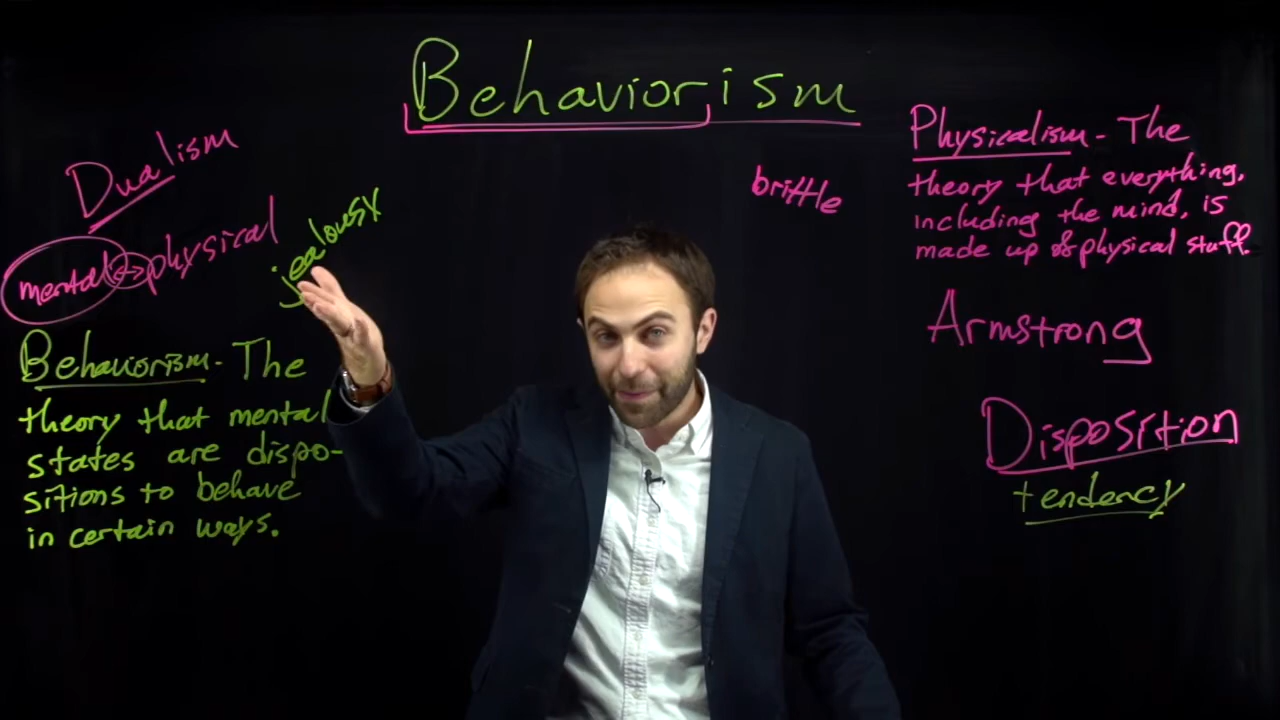 Behaviorism
Dualism
mental ↔ physical
jealousy
Behaviorism - The
theory that mental
states are dispo-
sitions to behave
in certain ways.
brittle
Physicalism - The
theory that everything,
including the mind, is
made up of physical stuff.
Armstrong
Disposition
tendency